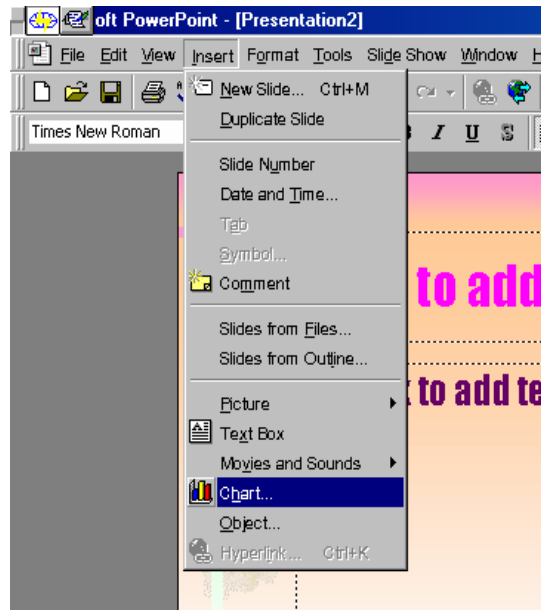 oft PowerPoint - [Presentation2]
File Edit View Insert Format Tools Slide Show Window H
Times New Roman
I U S
New Slide... Ctrl+M
Duplicate Slide
Slide Number
Date and Time...
Tab
Symbol...
Comment
Slides from Files...
Slides from Outline...
Picture
Text Box
Movies and Sounds
Chart...
Object...
Hyperlink... Ctrl+K
to add
to add te